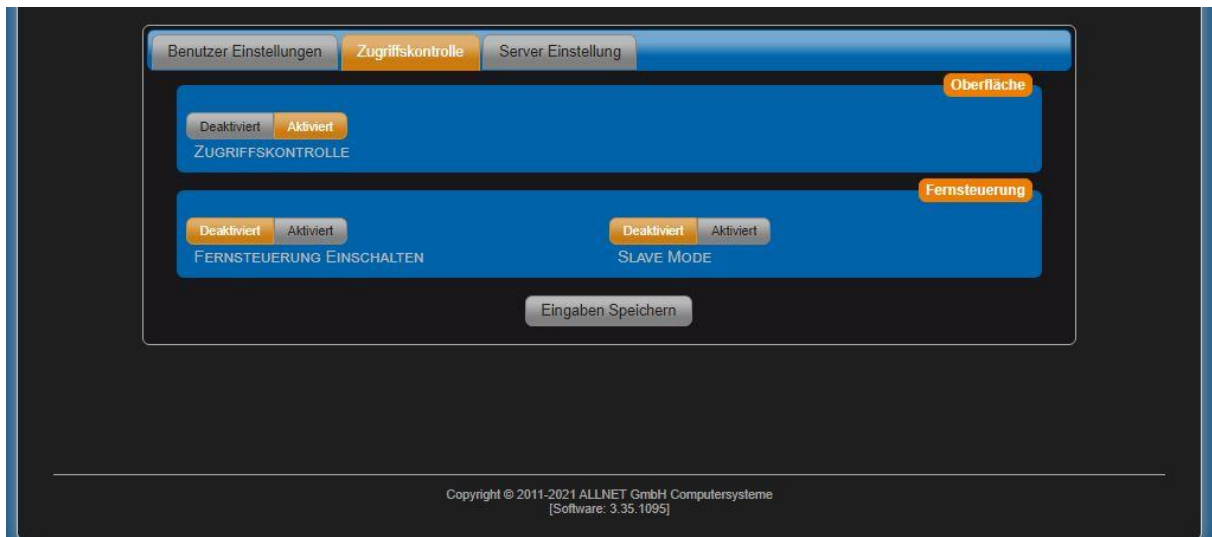 Benutzer Einstellungen Zugriffskontrolle Server Einstellung
Oberfläche
Deaktiviert Aktiviert
ZUGRIFFSKONTROLLE
Fernsteuerung
Deaktiviert Aktiviert Deaktiviert Aktiviert
FERNSTEUERUNG EINSCHALTEN SLAVE MODE
Eingaben Speichern
Copyright © 2011-2021 ALLNET GmbH Computersysteme
[Software: 3.35.1095]